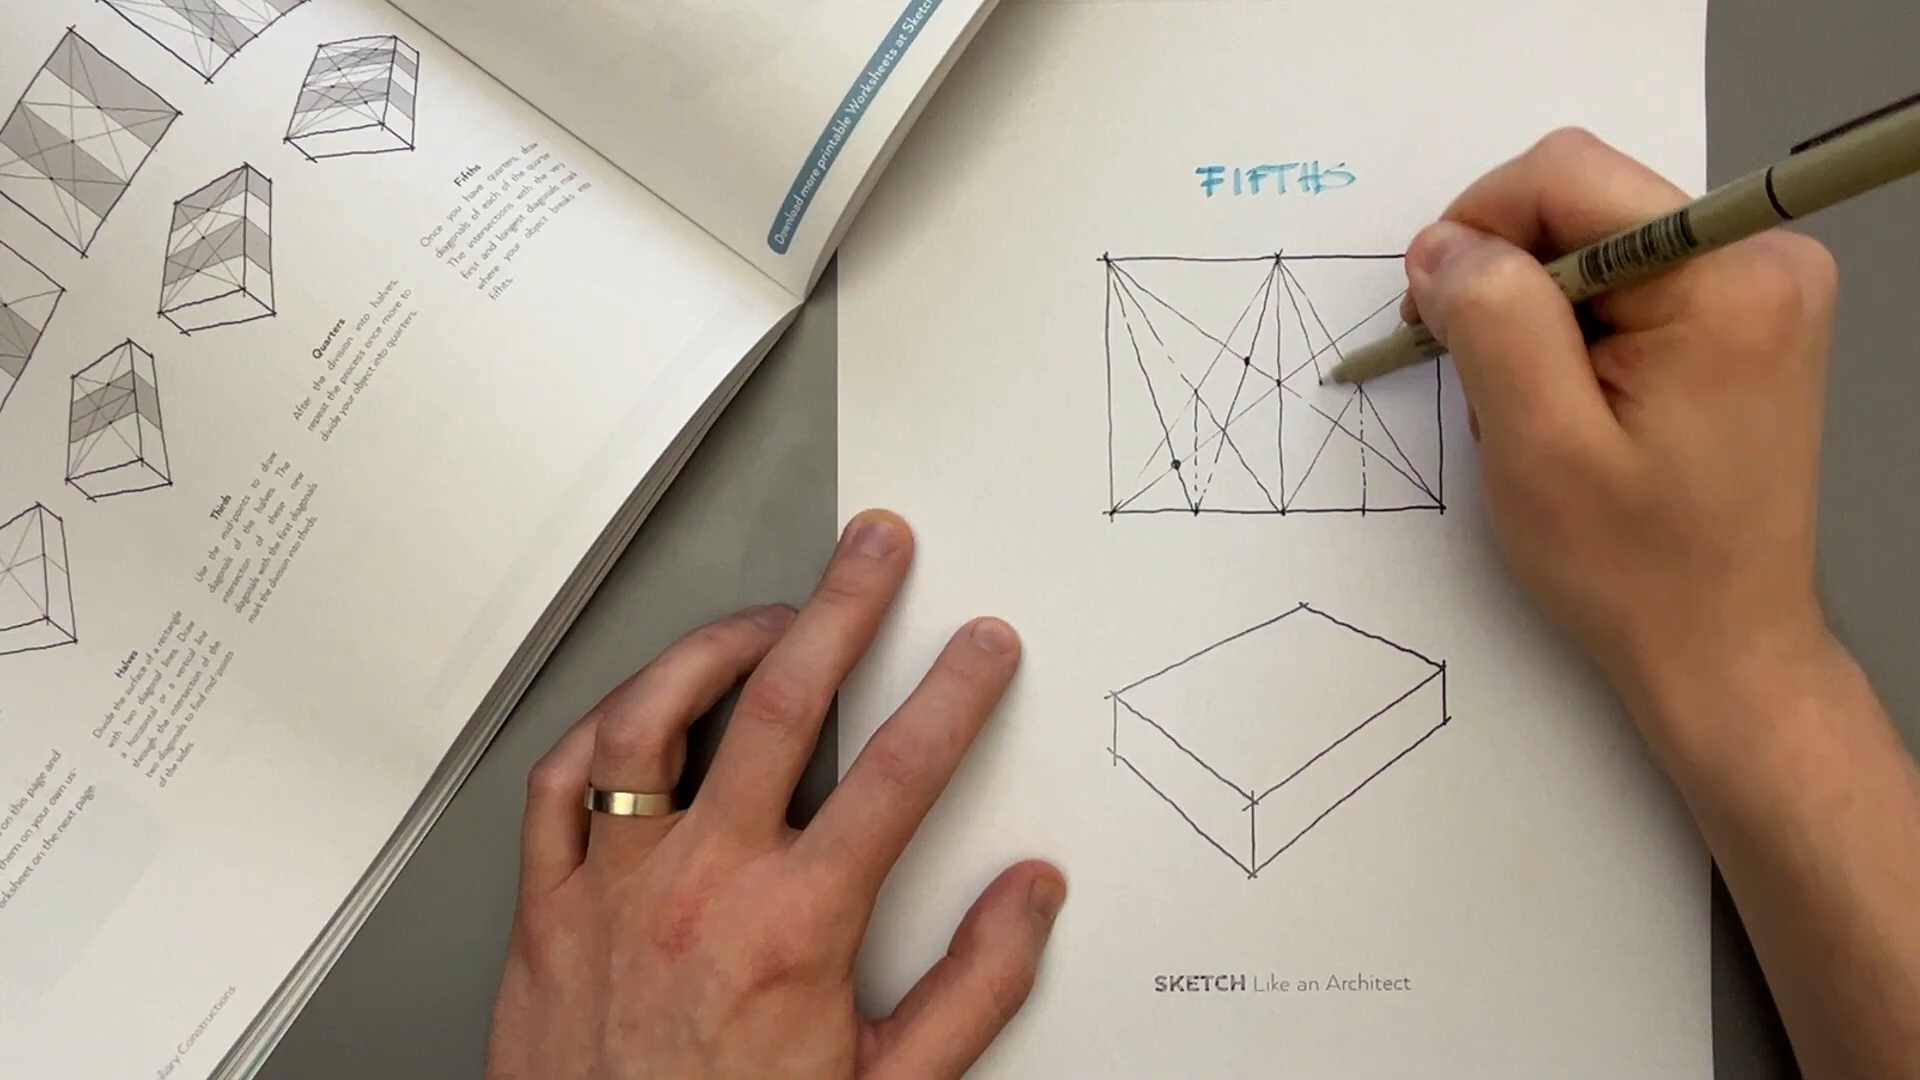 Download more printable Worksheets at Sketch
Fifths
Once you have quarters, draw
diagonals of each of the quarter
The intersections with the very
first and longest diagonals mark
where your object breaks into
fifths.
Quarters
After the division into halves,
repeat the process once more to
divide your object into quarters.
Thirds
Use the mid-points to draw
diagonals of the halves. The
intersection of these new
diagonals with the first diagonals
mark the division into thirds.
Halves
Divide the surface of a rectangle
with two diagonal lines. Draw
a horizontal or a vertical line
through the intersection of the
two diagonals to find mid-points
of the sides
on this page and
them on your own us-
orksheet on the next page
liary Constructions.
FIFTHS
SKETCH Like an Architect